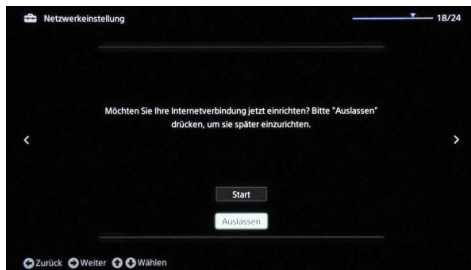 Netzwerkeinstellung
18/24
Möchten Sie Ihre Internetverbindung jetzt einrichten? Bitte "Auslassen"
drücken, um sie später einzurichten.
Start
Auslassen
Zurück Weiter Wählen